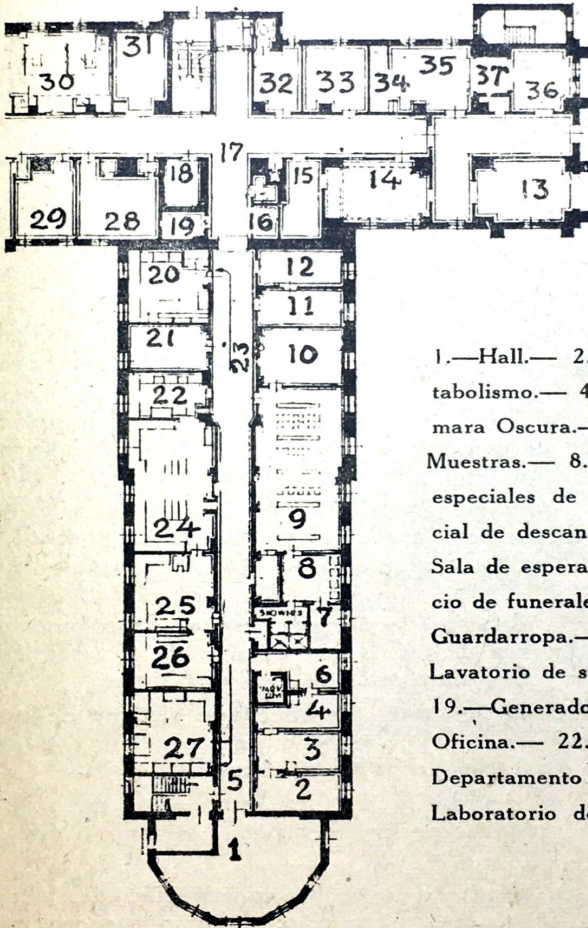 31
30
32
33
34
35
37
36
17
18
15
14
13
29
28
19
16
20
12
11
21
23
10
22
9
24
8
25
SHOWERS
7
26
6
4
27
3
5
2
1
1.—Hall.— 2.
tabolismo.— 4
mara Oscura.—
Muestras.— 8.
especiales de
cial de descan
Sala de espera
cio de funerale
Guardarropa.—
Lavatorio de s
19.—Generado
Oficina.— 22.
Departamento
Laboratorio de